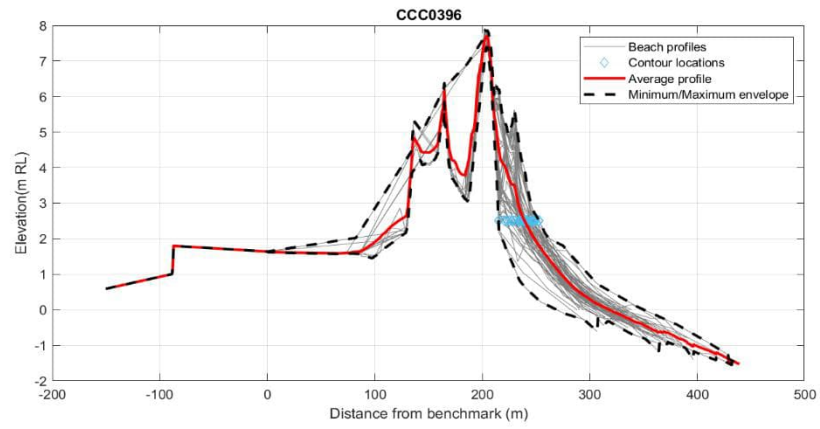 CCC0396
8
7
6
5
4
3
2
1
0
-1
-2
Elevation(m RL)
Beach profiles
Contour locations
Average profile
Minimum/Maximum envelope
-200 -100 0 100 200 300 400 500
Distance from benchmark (m)